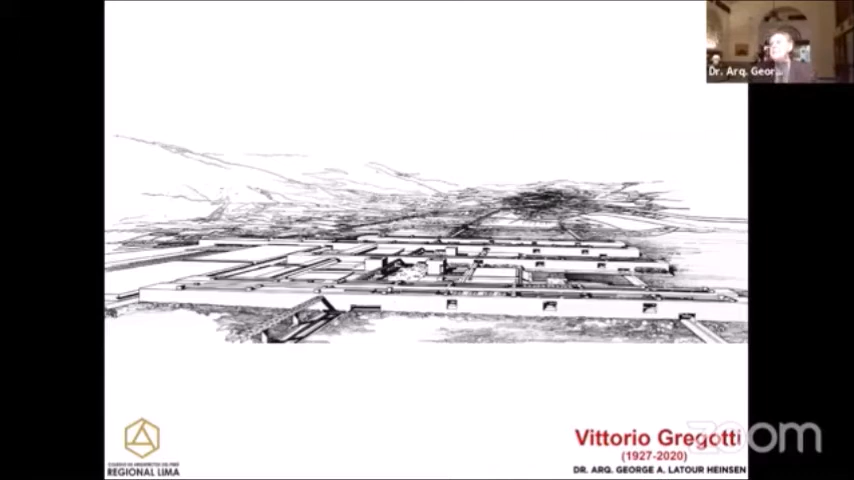 Dr. Arq. Geor...
Vittorio Gregotti
zoom
(1927-2020)
DR. ARQ. GEORGE A. LATOUR HEINSEN
COLEGIO DE ARQUITECTOS DEL PERÚ
REGIONAL LIMA